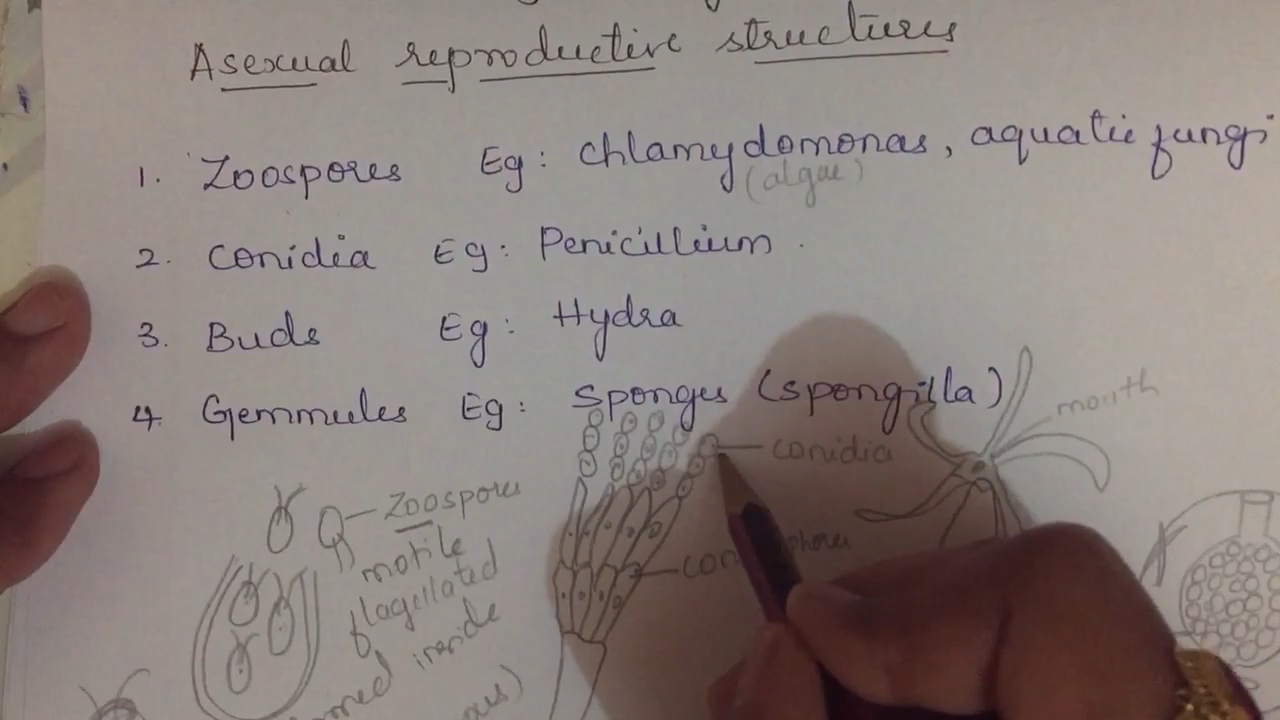 Asexual reproductive structures
1. Zoospores Eg: Chlamydomonas, aquatic fungi
(algae)
2. Conidia Eg: Penicillium.
3. Buds Eg: Hydra
4. Gemmules Eg: Sponges (spongilla)
mouth
conidia
Zoospores
motile
flagellated
inside